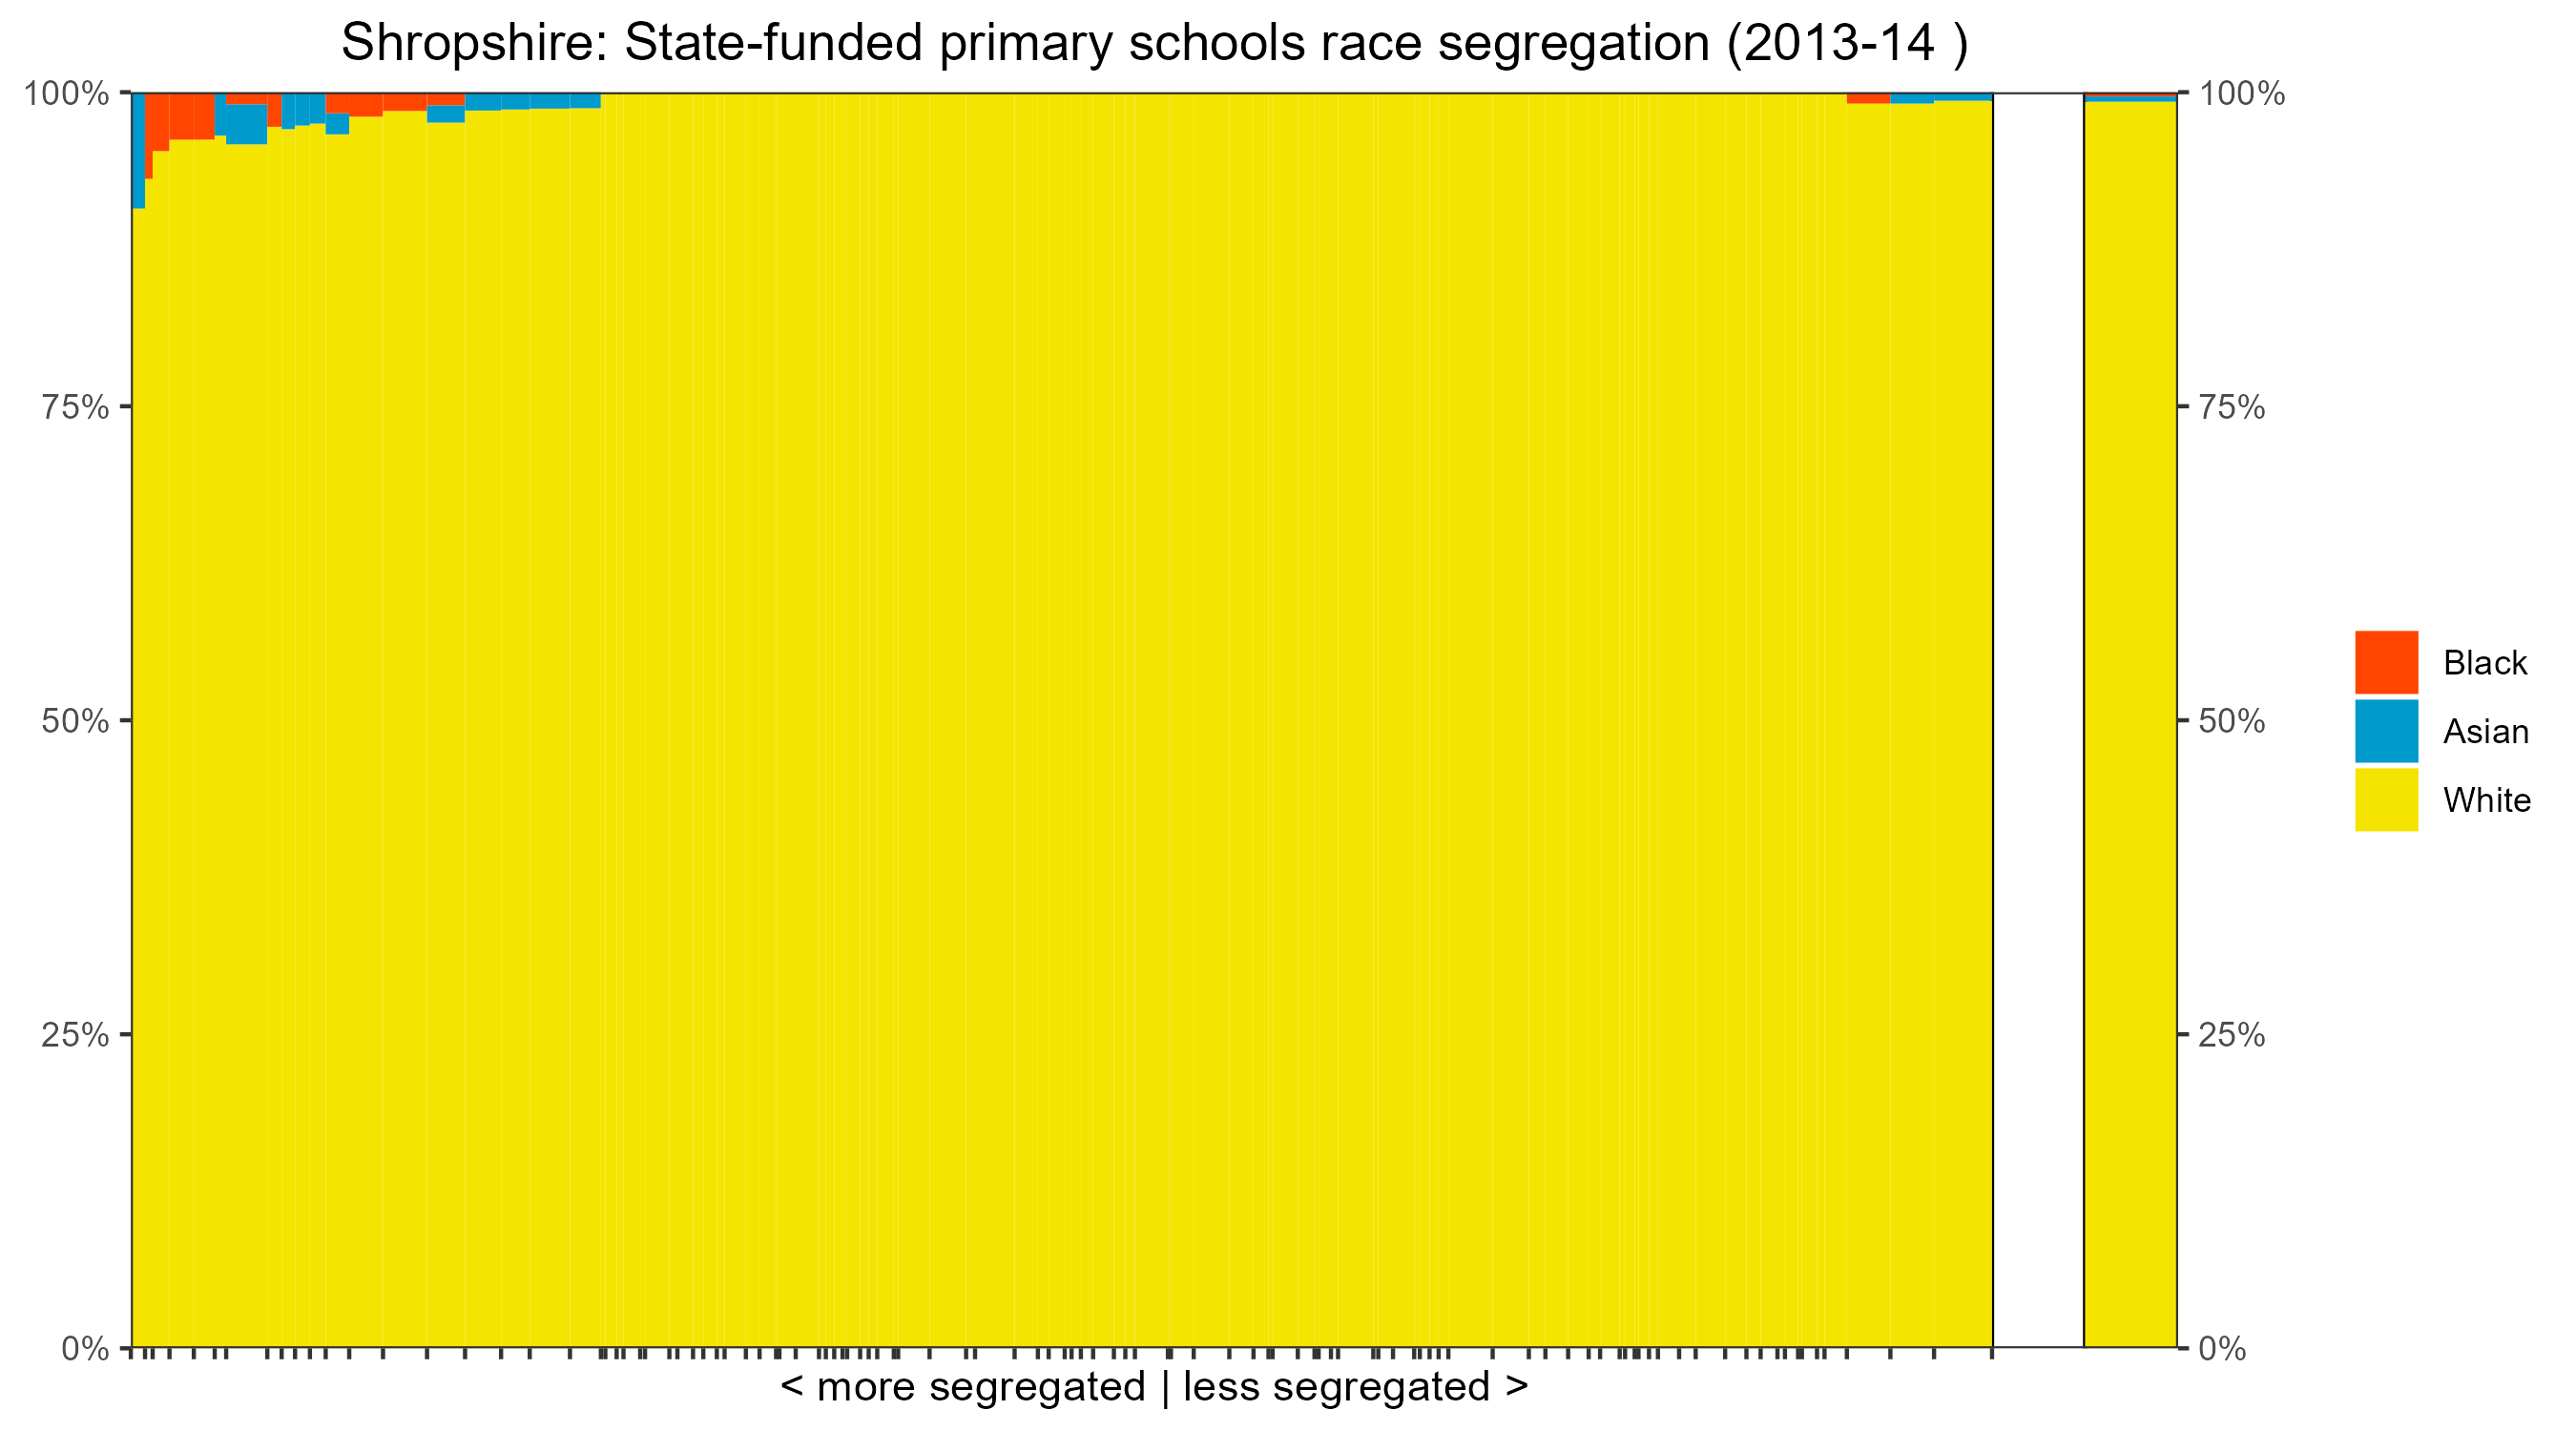 Shropshire: State-funded primary schools race segregation (2013-14 )
100%
75%
50%
25%
0%
100%
75%
50%
25%
0%
Black
Asian
White
< more segregated | less segregated >